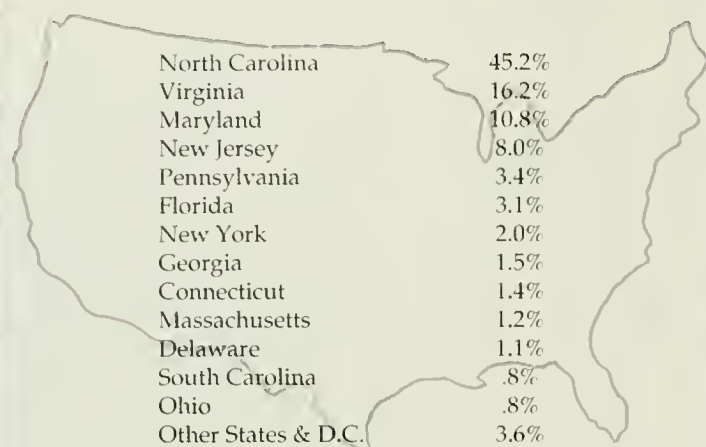 North Carolina 45.2%
Virginia 16.2%
Maryland 10.8%
New Jersey 8.0%
Pennsylvania 3.4%
Florida 3.1%
New York 2.0%
Georgia 1.5%
Connecticut 1.4%
Massachusetts 1.2%
Delaware 1.1%
South Carolina .8%
Ohio .8%
Other States & D.C. 3.6%